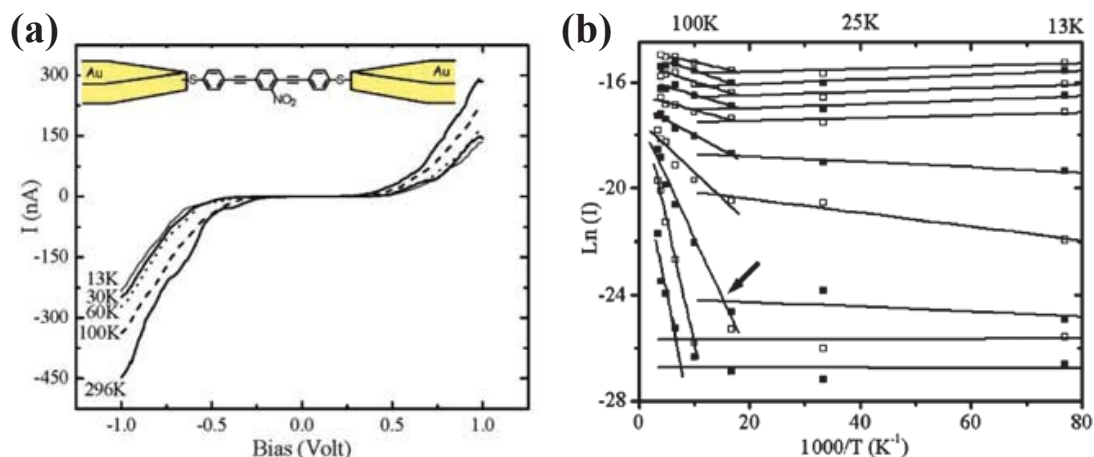 (a)
300
150
0
-150
-300
-450
I (nA)
Au
S
NO2
S
Au
13K
30K
60K
100K
296K
-1.0 -0.5 0.0 0.5 1.0
Bias (Volt)
(b)
100K 25K 13K
-16
-20
-24
-28
Ln (I)
0 20 40 60 80
1000/T (K⁻¹)